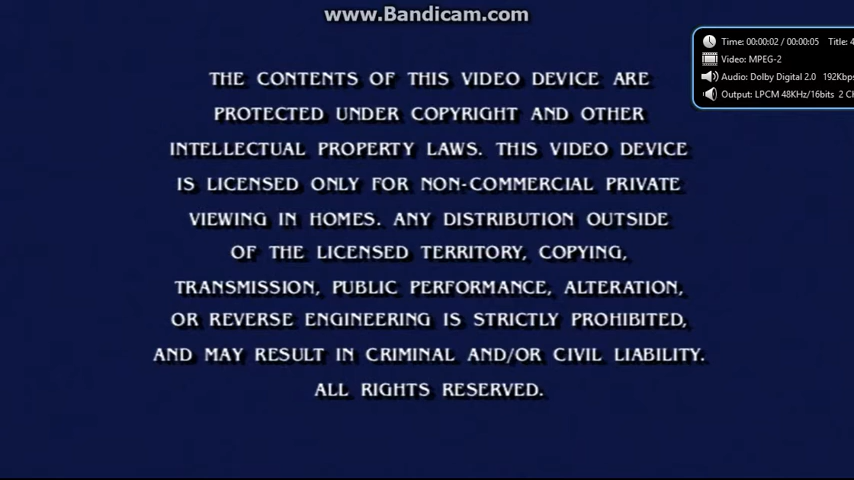 www.Bandicam.com
Time: 00:00:02 / 00:00:05 Title: 4
Video: MPEG-2
Audio: Dolby Digital 2.0 192Kbps
Output: LPCM 48KHz/16bits 2 C
THE CONTENTS OF THIS VIDEO DEVICE ARE
PROTECTED UNDER COPYRIGHT AND OTHER
INTELLECTUAL PROPERTY LAWS. THIS VIDEO DEVICE
IS LICENSED ONLY FOR NON-COMMERCIAL PRIVATE
VIEWING IN HOMES. ANY DISTRIBUTION OUTSIDE
OF THE LICENSED TERRITORY, COPYING,
TRANSMISSION, PUBLIC PERFORMANCE, ALTERATION,
OR REVERSE ENGINEERING IS STRICTLY PROHIBITED,
AND MAY RESULT IN CRIMINAL AND/OR CIVIL LIABILITY.
ALL RIGHTS RESERVED.